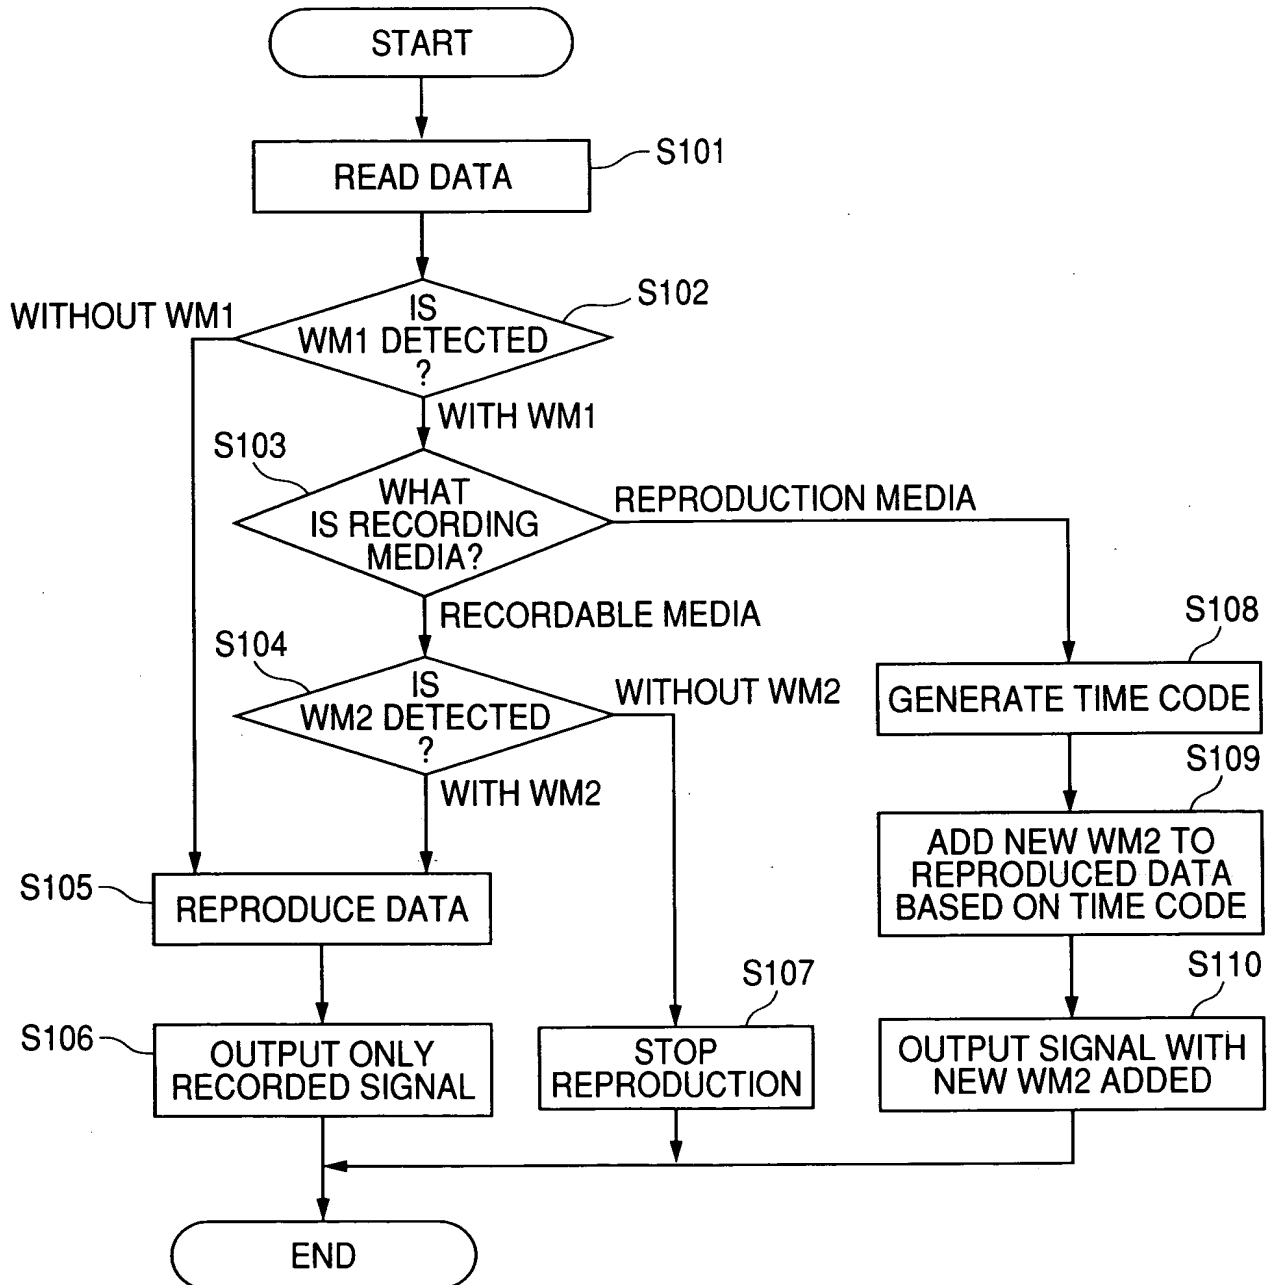 START
READ DATA
S101
WITHOUT WM1
IS
WM1 DETECTED
?
S102
WITH WM1
S103
WHAT
IS RECORDING
MEDIA?
REPRODUCTION MEDIA
RECORDABLE MEDIA
S104
IS
WM2 DETECTED
?
WITHOUT WM2
WITH WM2
S108
GENERATE TIME CODE
S109
ADD NEW WM2 TO
REPRODUCED DATA
BASED ON TIME CODE
S105
REPRODUCE DATA
S106
OUTPUT ONLY
RECORDED SIGNAL
S107
STOP
REPRODUCTION
S110
OUTPUT SIGNAL WITH
NEW WM2 ADDED
END